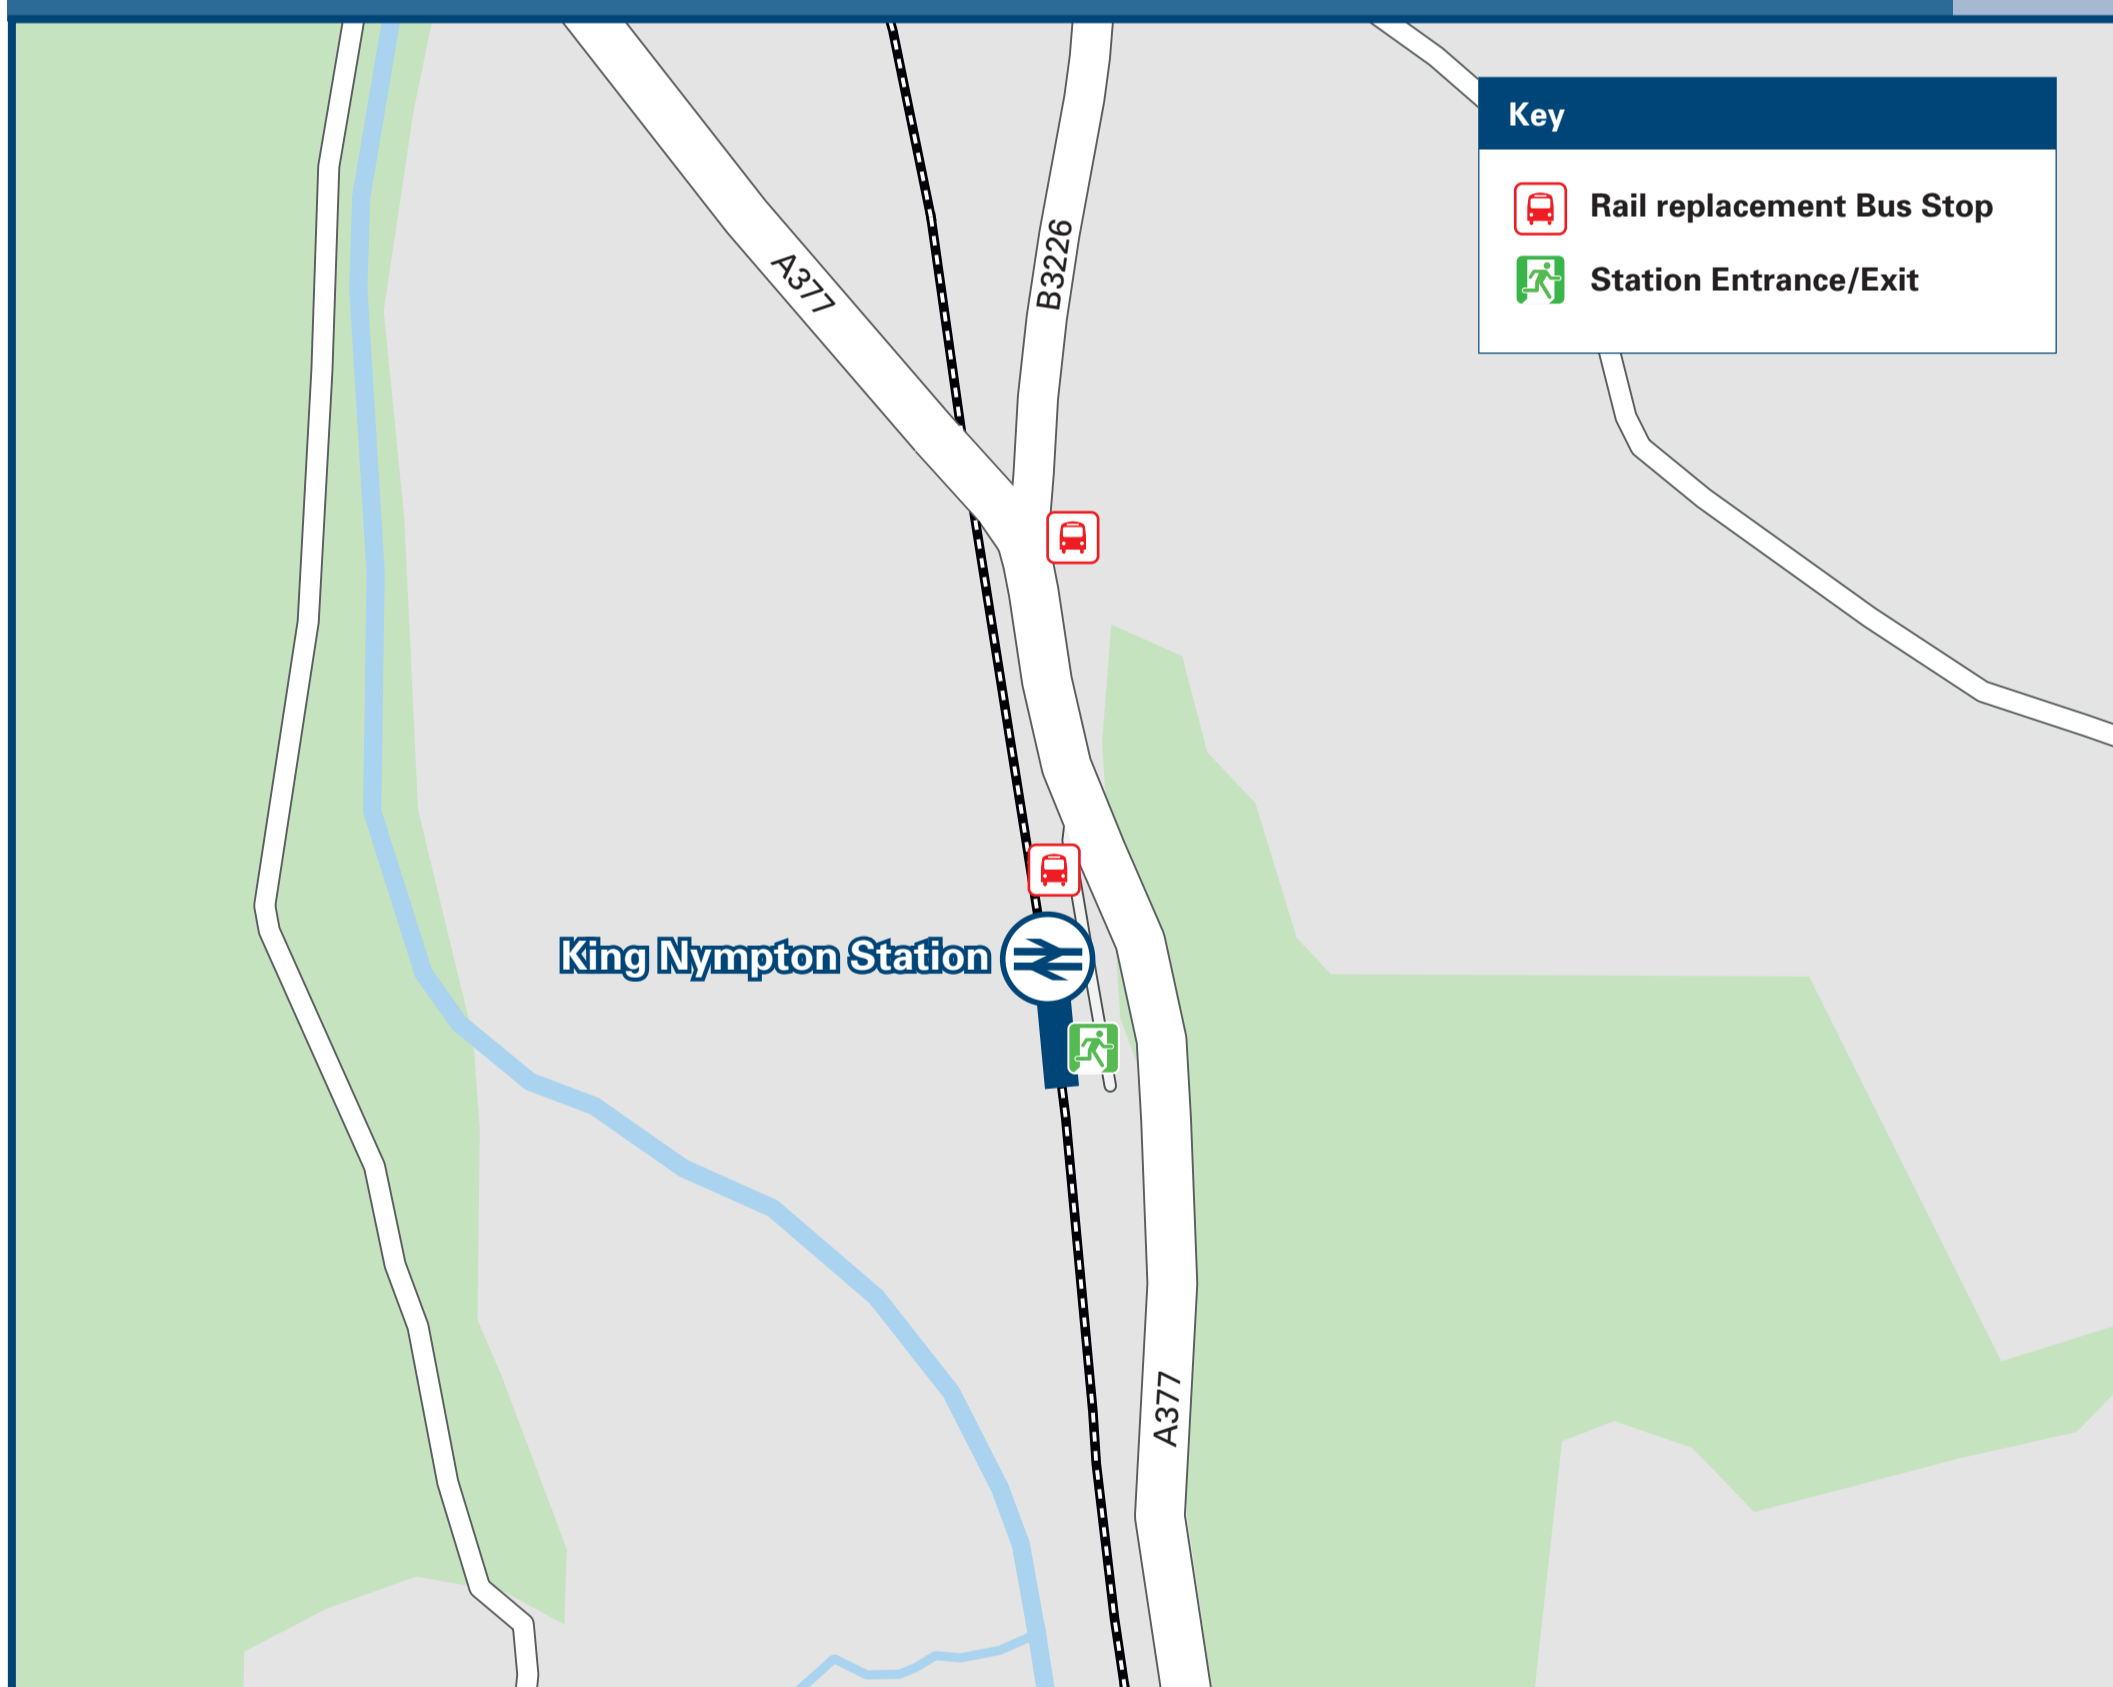 Key
Rail replacement Bus Stop
Station Entrance/Exit
A377
B3226
King Nympton Station
A377